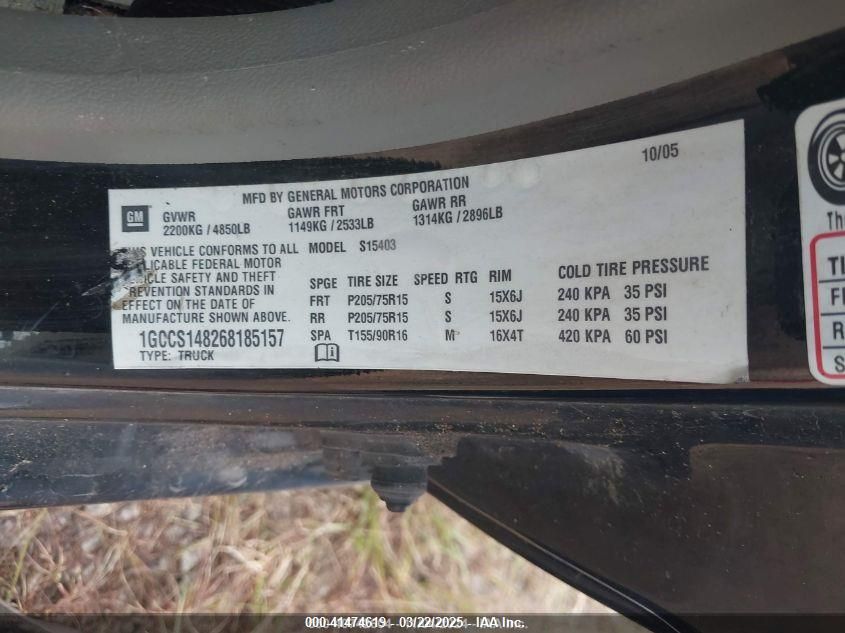 10/05
MFD BY GENERAL MOTORS CORPORATION
GM
GVWR GAWR FRT GAWR RR
2200KG / 4850LB 1149KG / 2533LB 1314KG / 2896LB
VEHICLE CONFORMS TO ALL MODEL S15403
FEDERAL MOTOR
SAFETY AND THEFT
PREVENTION STANDARDS IN
EFFECT ON THE DATE OF
MANUFACTURE SHOWN ABOVE.
1GCCS148268185157
TYPE: TRUCK
SPGE TIRE SIZE SPEED RTG RIM COLD TIRE PRESSURE
FRT P205/75R15 S 15X6J 240 KPA 35 PSI
RR P205/75R15 S 15X6J 240 KPA 35 PSI
SPA T155/90R16 M 16X4T 420 KPA 60 PSI
000-41474619 - 03/22/2025 - IAA Inc.